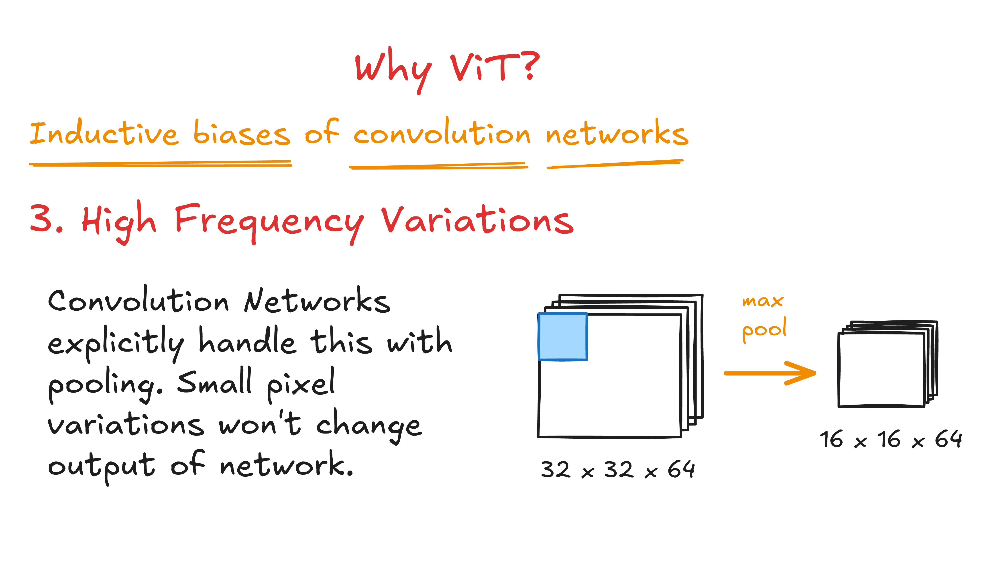 Why ViT?
Inductive biases of convolution networks
3. High Frequency Variations
Convolution Networks
explicitly handle this with
pooling. Small pixel
variations won't change
output of network.
max
pool
32 x 32 x 64
16 x 16 x 64